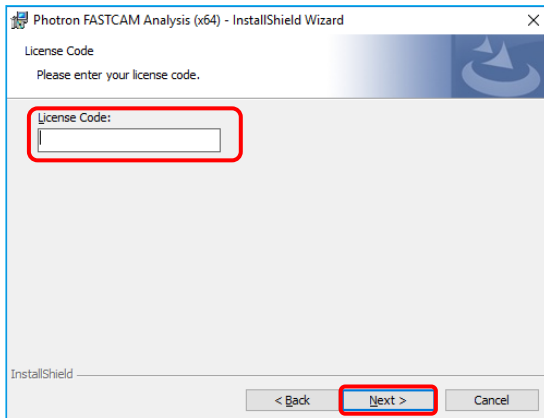 Photron FASTCAM Analysis (x64) - InstallShield Wizard
License Code
Please enter your license code.
License Code:
InstallShield
< Back
Next >
Cancel